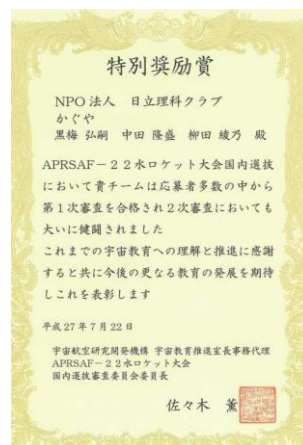 特別奨励賞
NPO法人 日立理科クラブ
かぐや
黒梅 弘嗣 中田 隆盛 柳田 綾乃 殿
APRSAF-22水ロケット大会国内選抜
において貴チームは応募者多数の中から
第1次審査を合格され2次審査においても
大いに健闘されました
これまでの宇宙教育への理解と推進に感謝
すると共に今後の更なる教育の発展を期待
しこれを表彰します
平成27年7月22日
宇宙航空研究開発機構 宇宙教育推進室長事務代理
APRSAF-22水ロケット大会
国内選抜審査委員会委員長
佐々木 薫